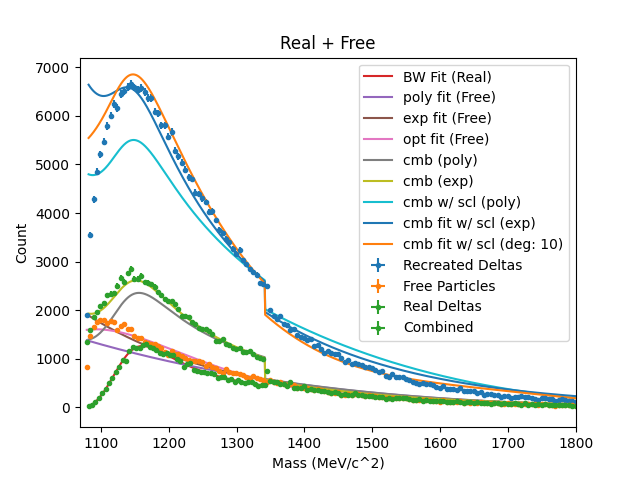 Real + Free
7000
6000
5000
4000
3000
2000
1000
0
Count
BW Fit (Real)
poly fit (Free)
exp fit (Free)
opt fit (Free)
cmb (poly)
cmb (exp)
cmb w/ scl (poly)
cmb fit w/ scl (exp)
cmb fit w/ scl (deg: 10)
Recreated Deltas
Free Particles
Real Deltas
Combined
1100 1200 1300 1400 1500 1600 1700 1800
Mass (MeV/c^2)